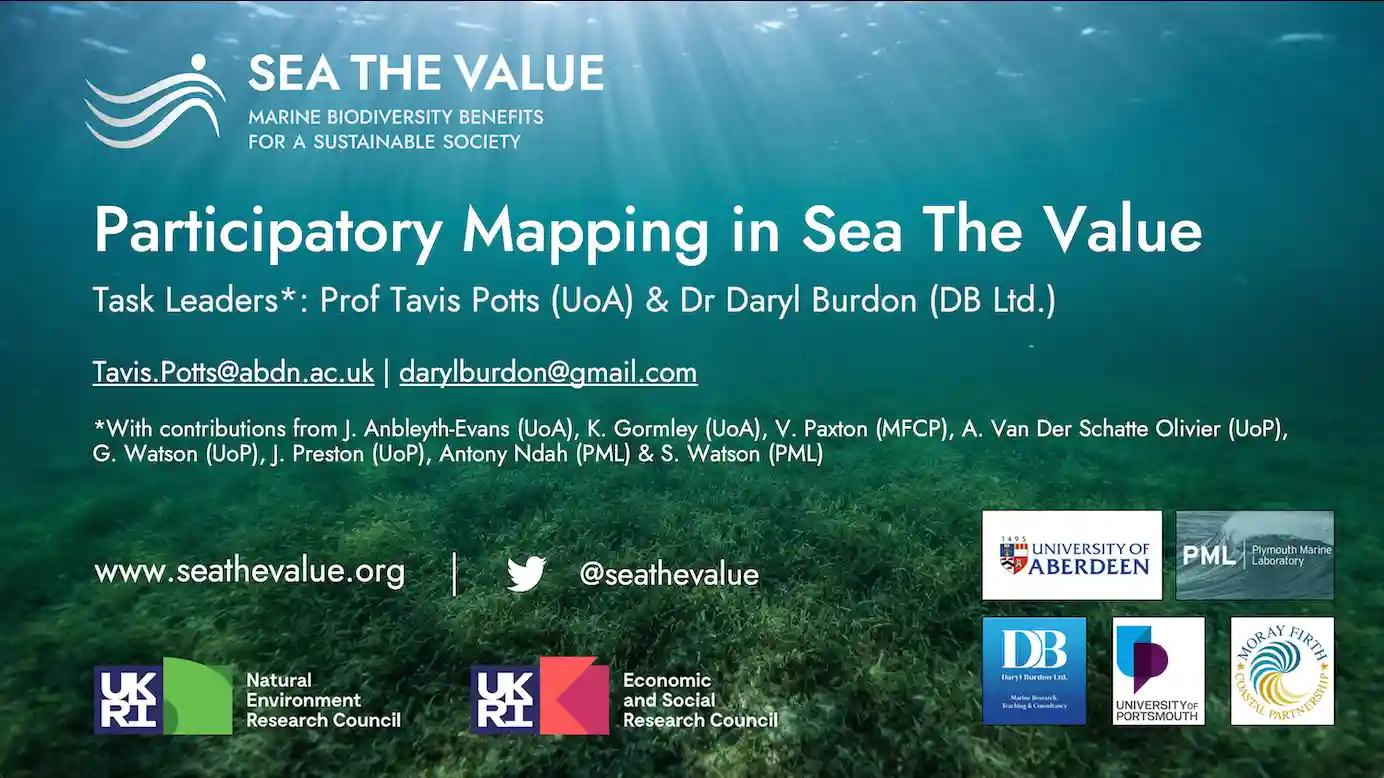 SEA THE VALUE
MARINE BIODIVERSITY BENEFITS
FOR A SUSTAINABLE SOCIETY
Participatory Mapping in Sea The Value
Task Leaders*: Prof Tavis Potts (UoA) & Dr Daryl Burdon (DB Ltd.)
Tavis.Potts@abdn.ac.uk | darylburdon@gmail.com
*With contributions from J. Anbleyth-Evans (UoA), K. Gormley (UoA), V. Paxton (MFCP), A. Van Der Schatte Olivier (UoP),
G. Watson (UoP), J. Preston (UoP), Antony Ndah (PML) & S. Watson (PML)
www.seathevalue.org | @seathevalue
UK
RI
Natural
Environment
Research Council
UK
RI
Economic
and Social
Research Council
1495
UNIVERSITY OF
ABERDEEN
PML | Plymouth Marine
Laboratory
DB
Daryl Burdon Ltd.
Marine Research,
Teaching & Consultancy
UNIVERSITY OF
PORTSMOUTH
MORAY FIRTH
COASTAL PARTNERSHIP